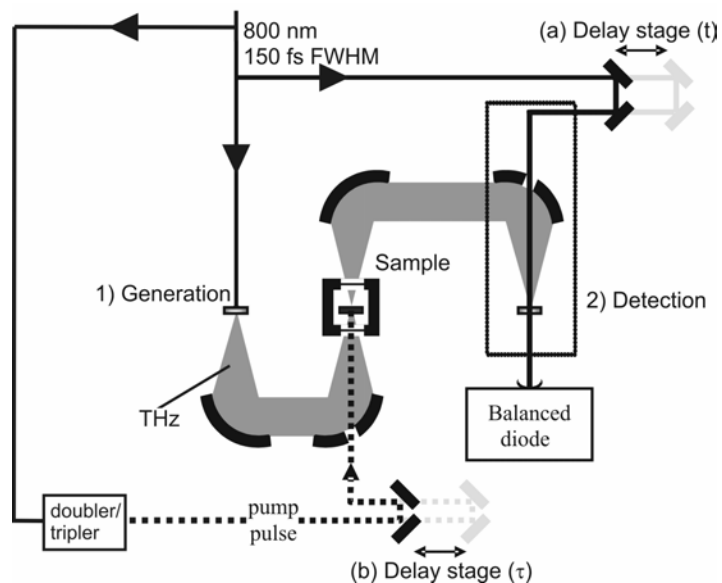 800 nm
150 fs FWHM
(a) Delay stage (t)
Sample
1) Generation
2) Detection
THz
Balanced
diode
doubler/
tripler
pump
pulse
(b) Delay stage (τ)